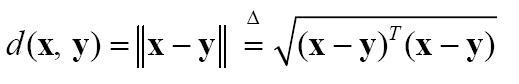 d(𝐱, 𝐲) = ‖𝐱 − 𝐲‖ ≜ √((𝐱 − 𝐲)ᵀ(𝐱 − 𝐲))